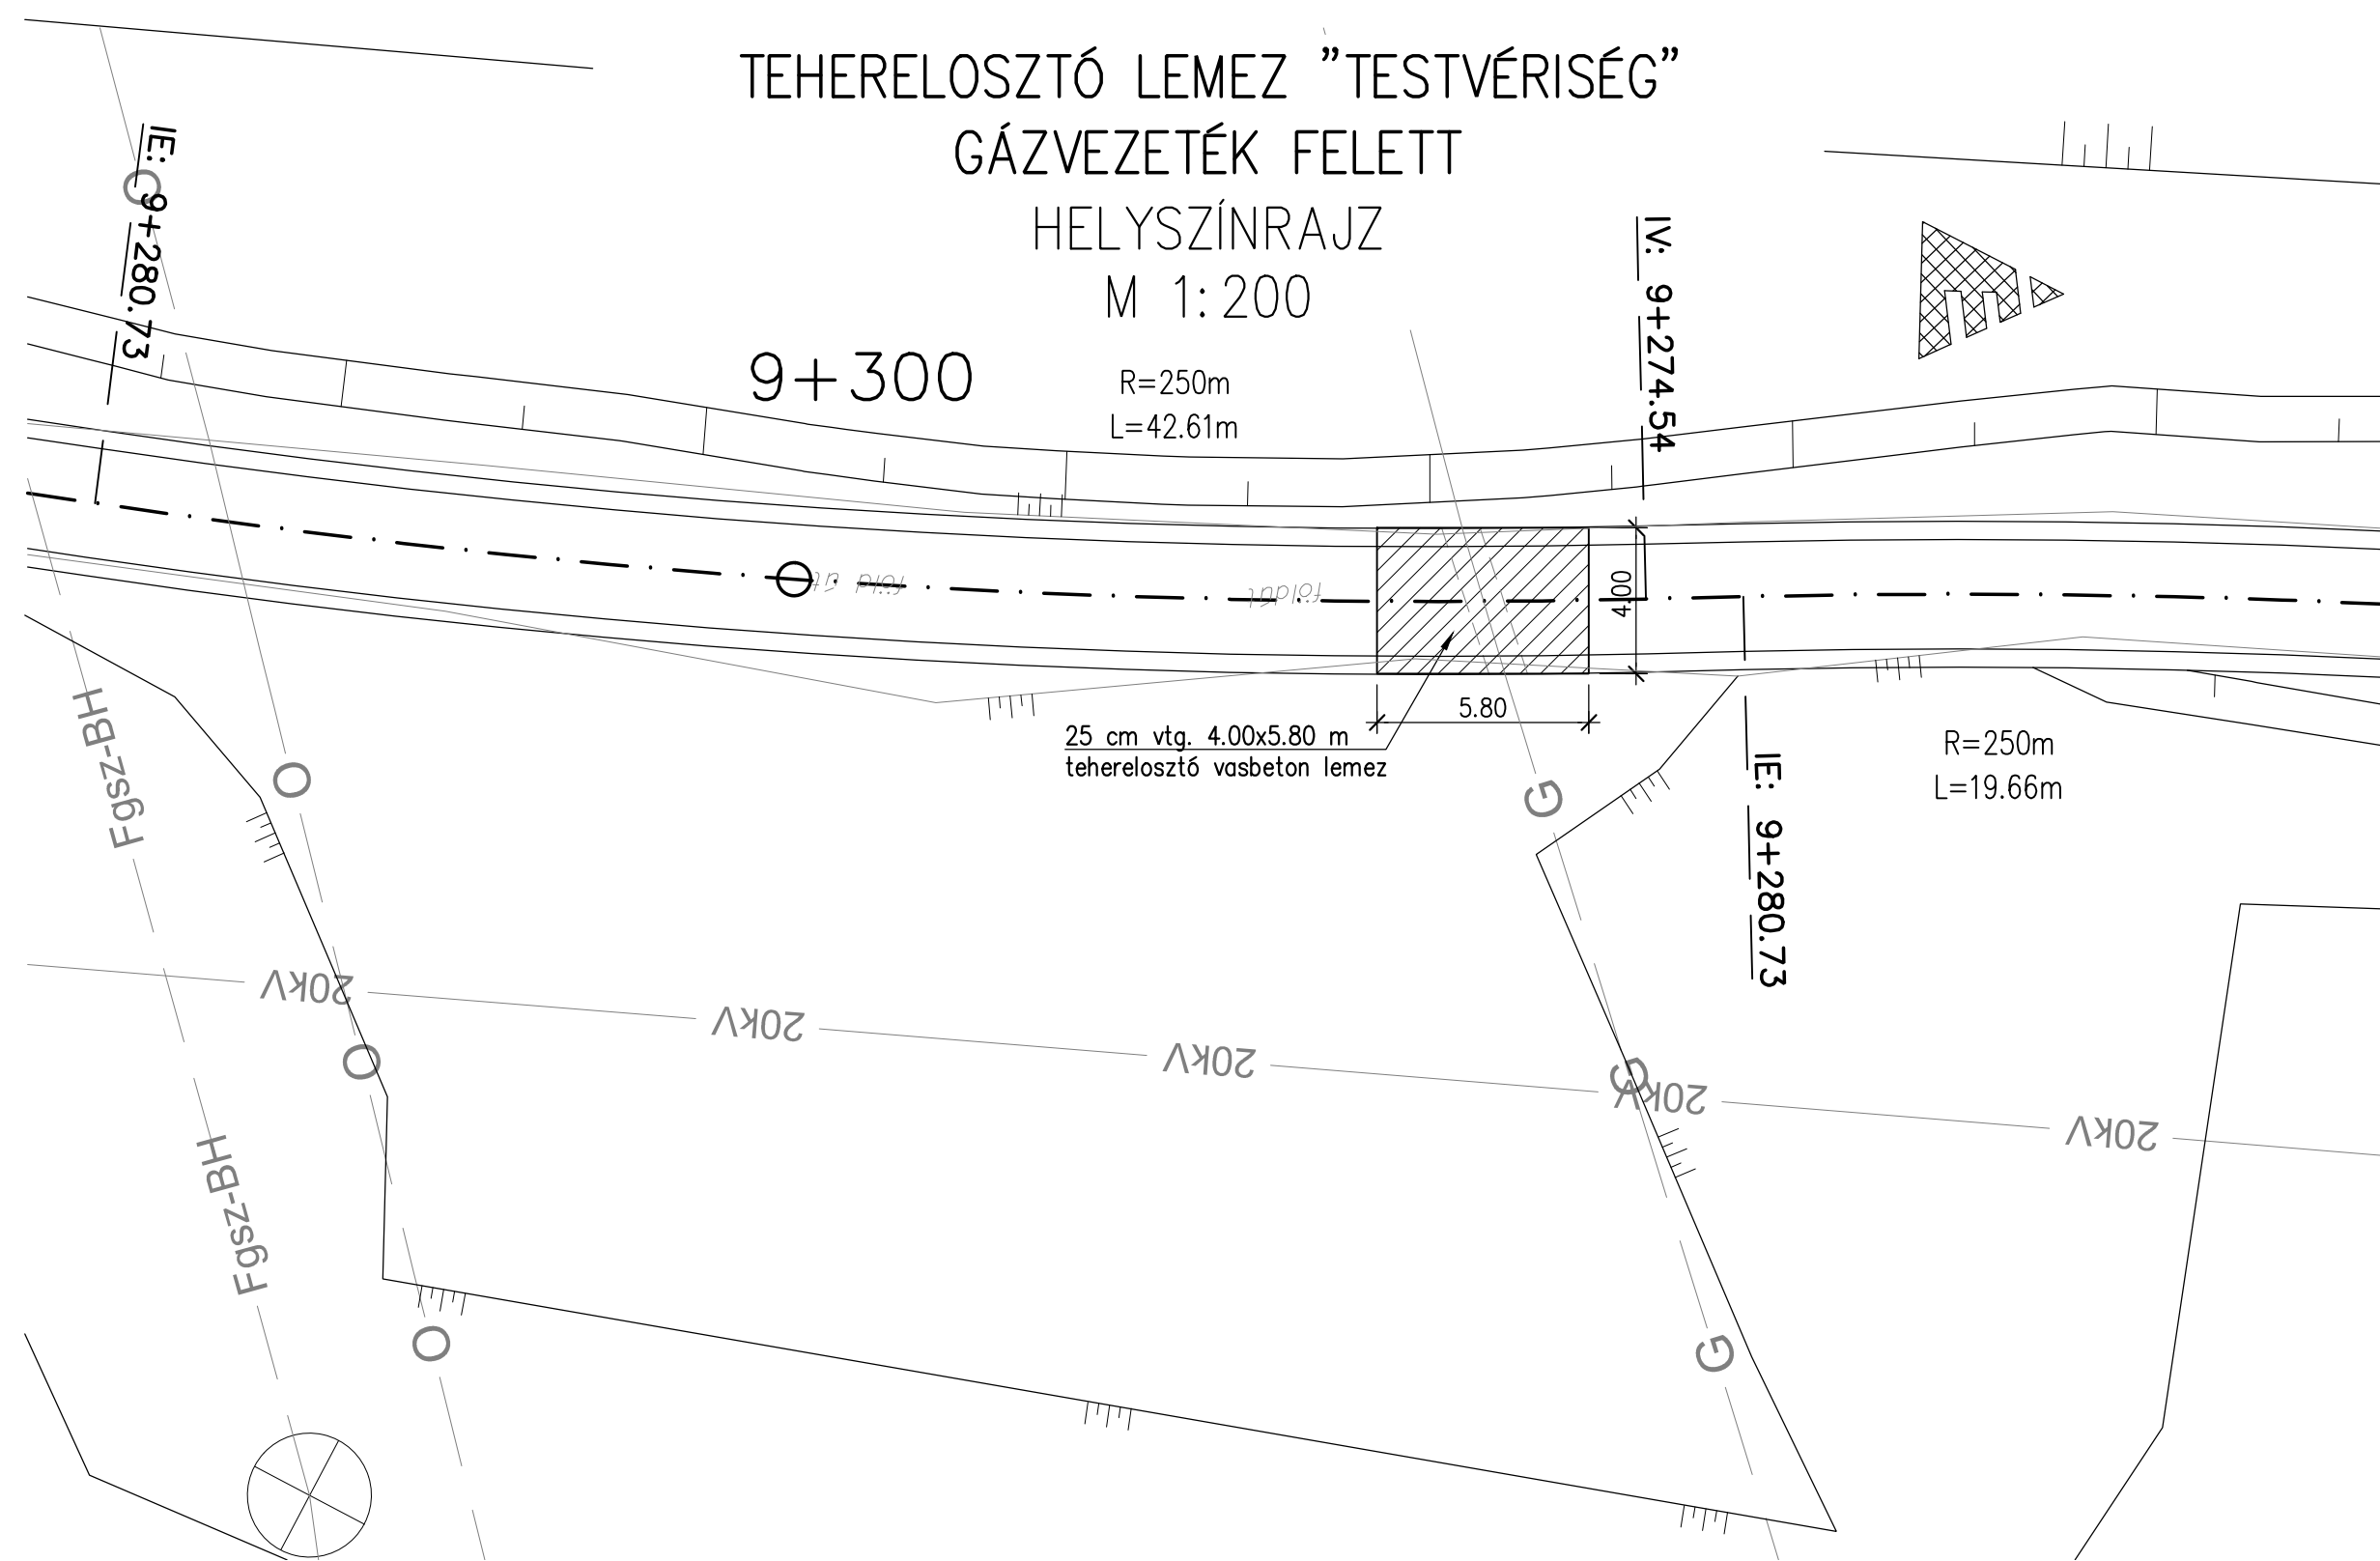 TEHERELOSZTÓ LEMEZ ”TESTVÉRISÉG”
GÁZVEZETÉK FELETT
HELYSZÍNRAJZ
M 1:200
IE: 9+280.73
O
IV: 9+274.54
9+300
R=250m
L=42.61m
föld út
földút
4.00
5.80
25 cm vtg. 4.00x5.80 m
teherelosztó vasbeton lemez
R=250m
L=19.66m
IE: 9+280.73
Fgsz-BH
O
G
20kV
20kV
20kV
20kV
20kV
O
G
Fgsz-BH
O
G